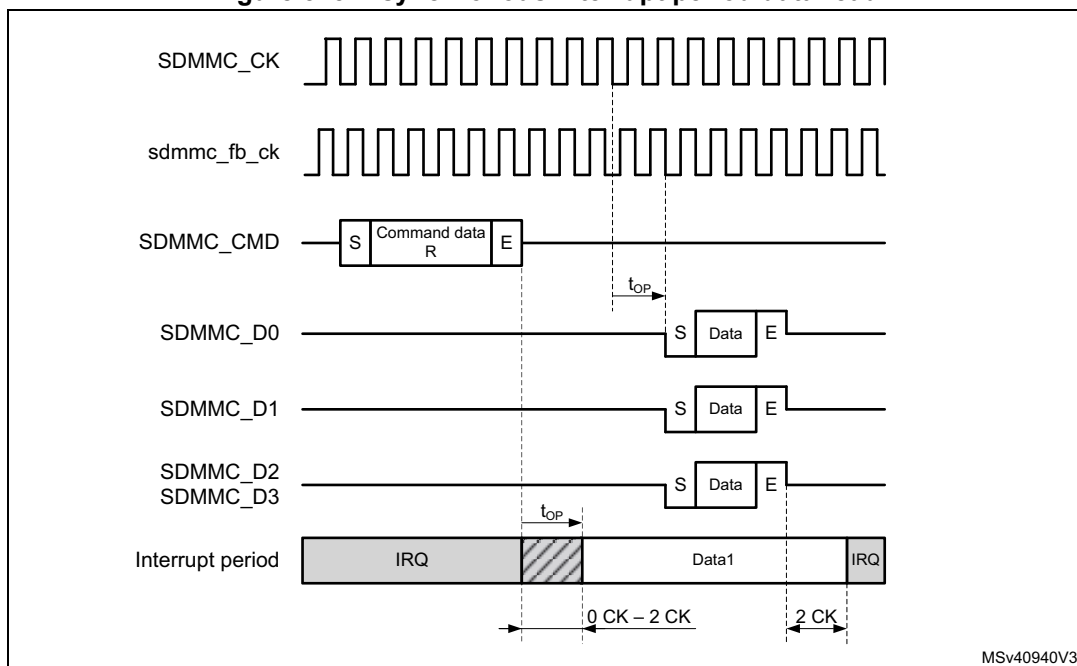 SDMMC_CK
sdmmc_fb_ck
SDMMC_CMD
S
Command data
R
E
tOP
SDMMC_D0
S
Data
E
SDMMC_D1
S
Data
E
SDMMC_D2
SDMMC_D3
S
Data
E
tOP
Interrupt period
IRQ
Data1
IRQ
0 CK – 2 CK
2 CK
MSv40940V3